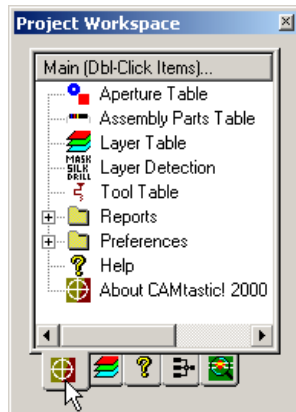 Project Workspace
Main (Dbl-Click Items)...
Aperture Table
Assembly Parts Table
Layer Table
MASK
SILK
DRILL
Layer Detection
Tool Table
Reports
Preferences
? Help
About CAMtastic! 2000
?